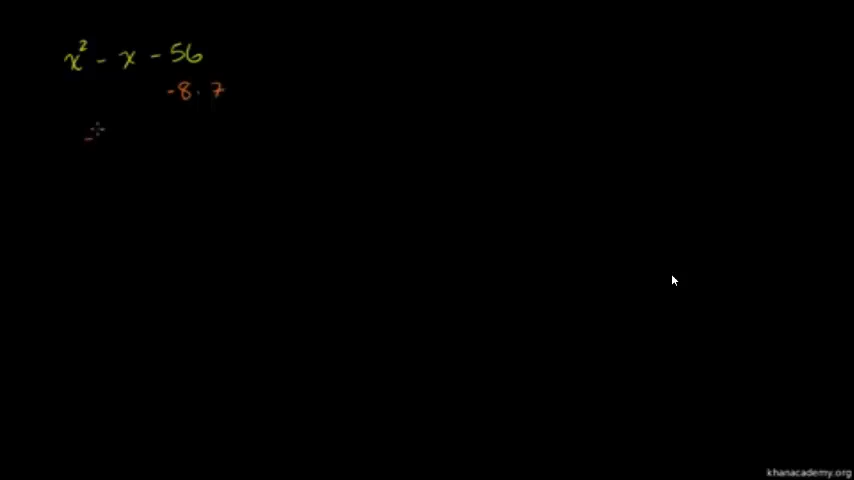 x² - x - 56
-8 · 7
-
khanacademy.org